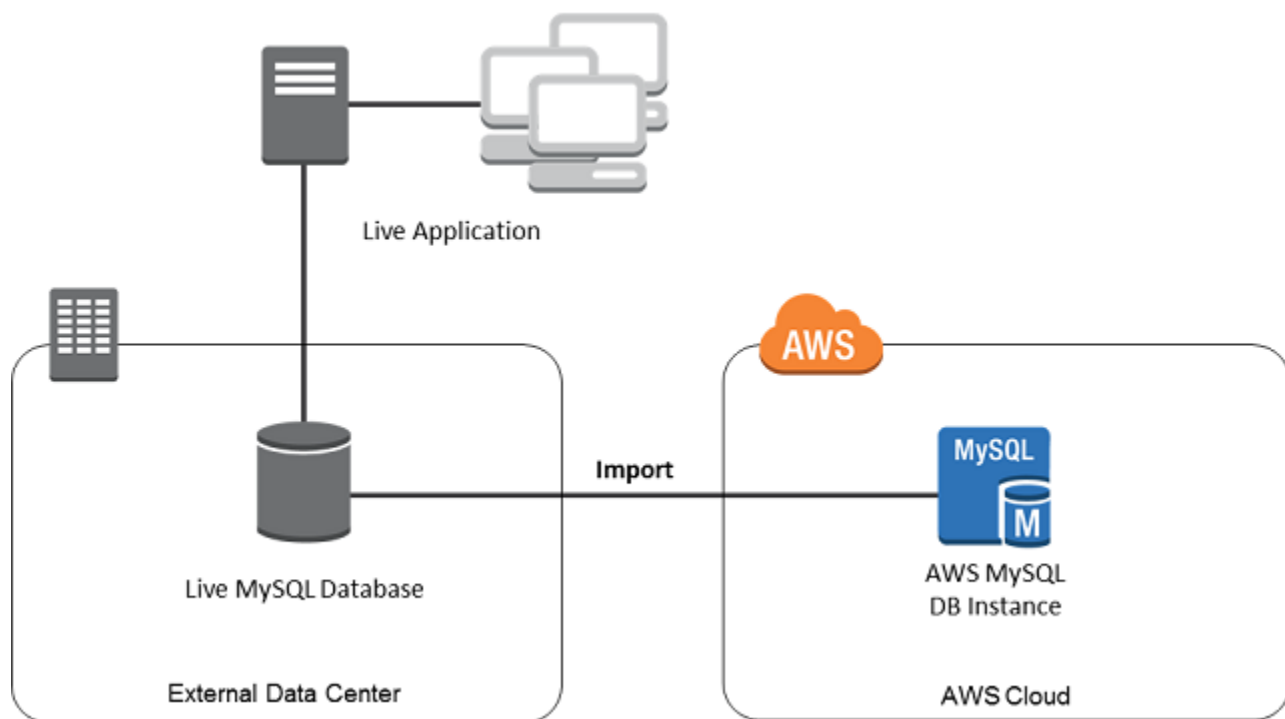 Live Application
AWS
Import
MySQL
M
Live MySQL Database
AWS MySQL
DB Instance
External Data Center
AWS Cloud